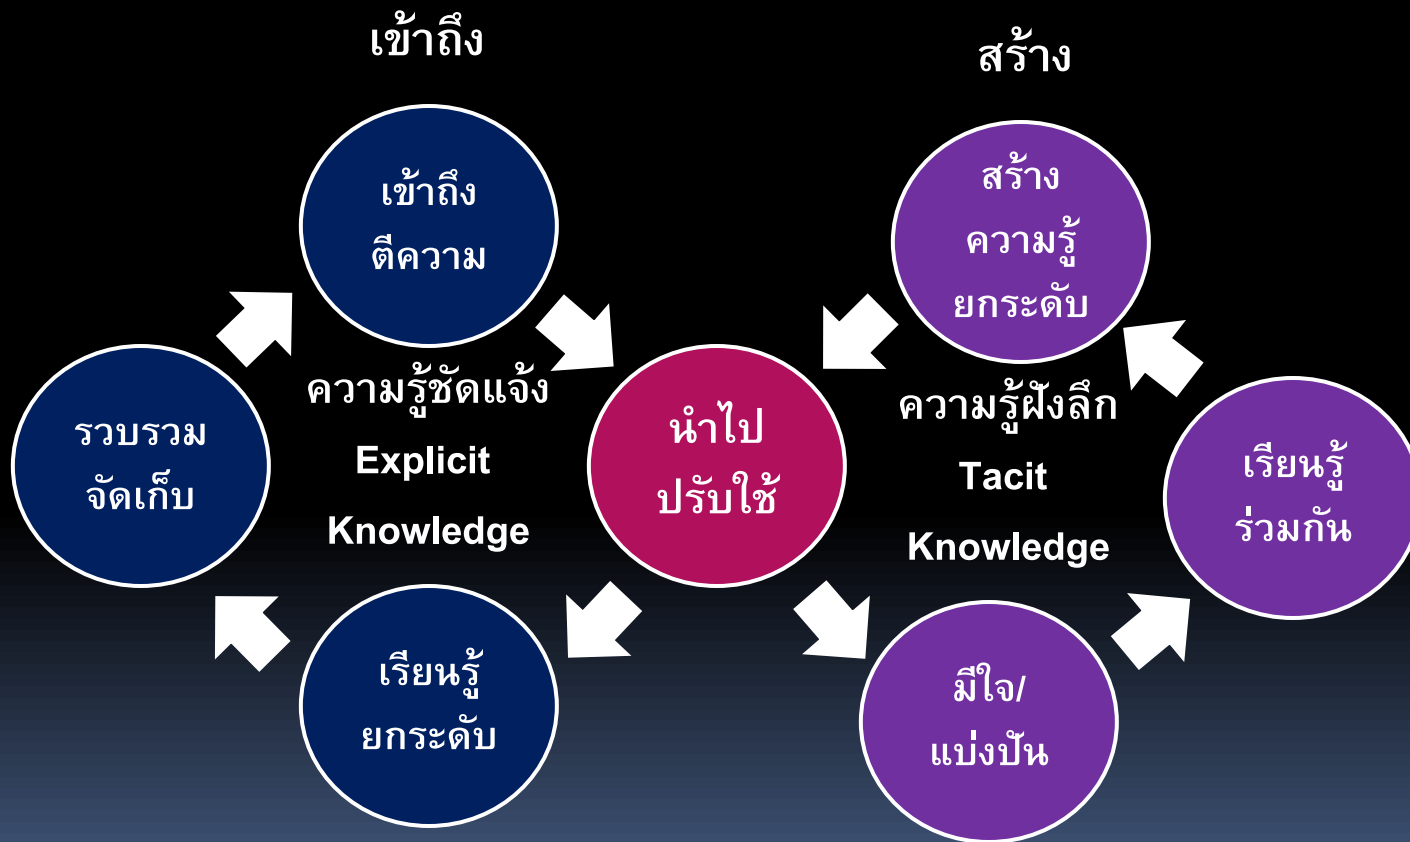 เข้าถึง
สร้าง
เข้าถึง
ตีความ
สร้าง
ความรู้
ยกระดับ
รวบรวม
จัดเก็บ
ความรู้ชัดแจ้ง
Explicit
Knowledge
นำไป
ปรับใช้
ความรู้ฝังลึก
Tacit
Knowledge
เรียนรู้
ร่วมกัน
เรียนรู้
ยกระดับ
มีใจ/
แบ่งปัน